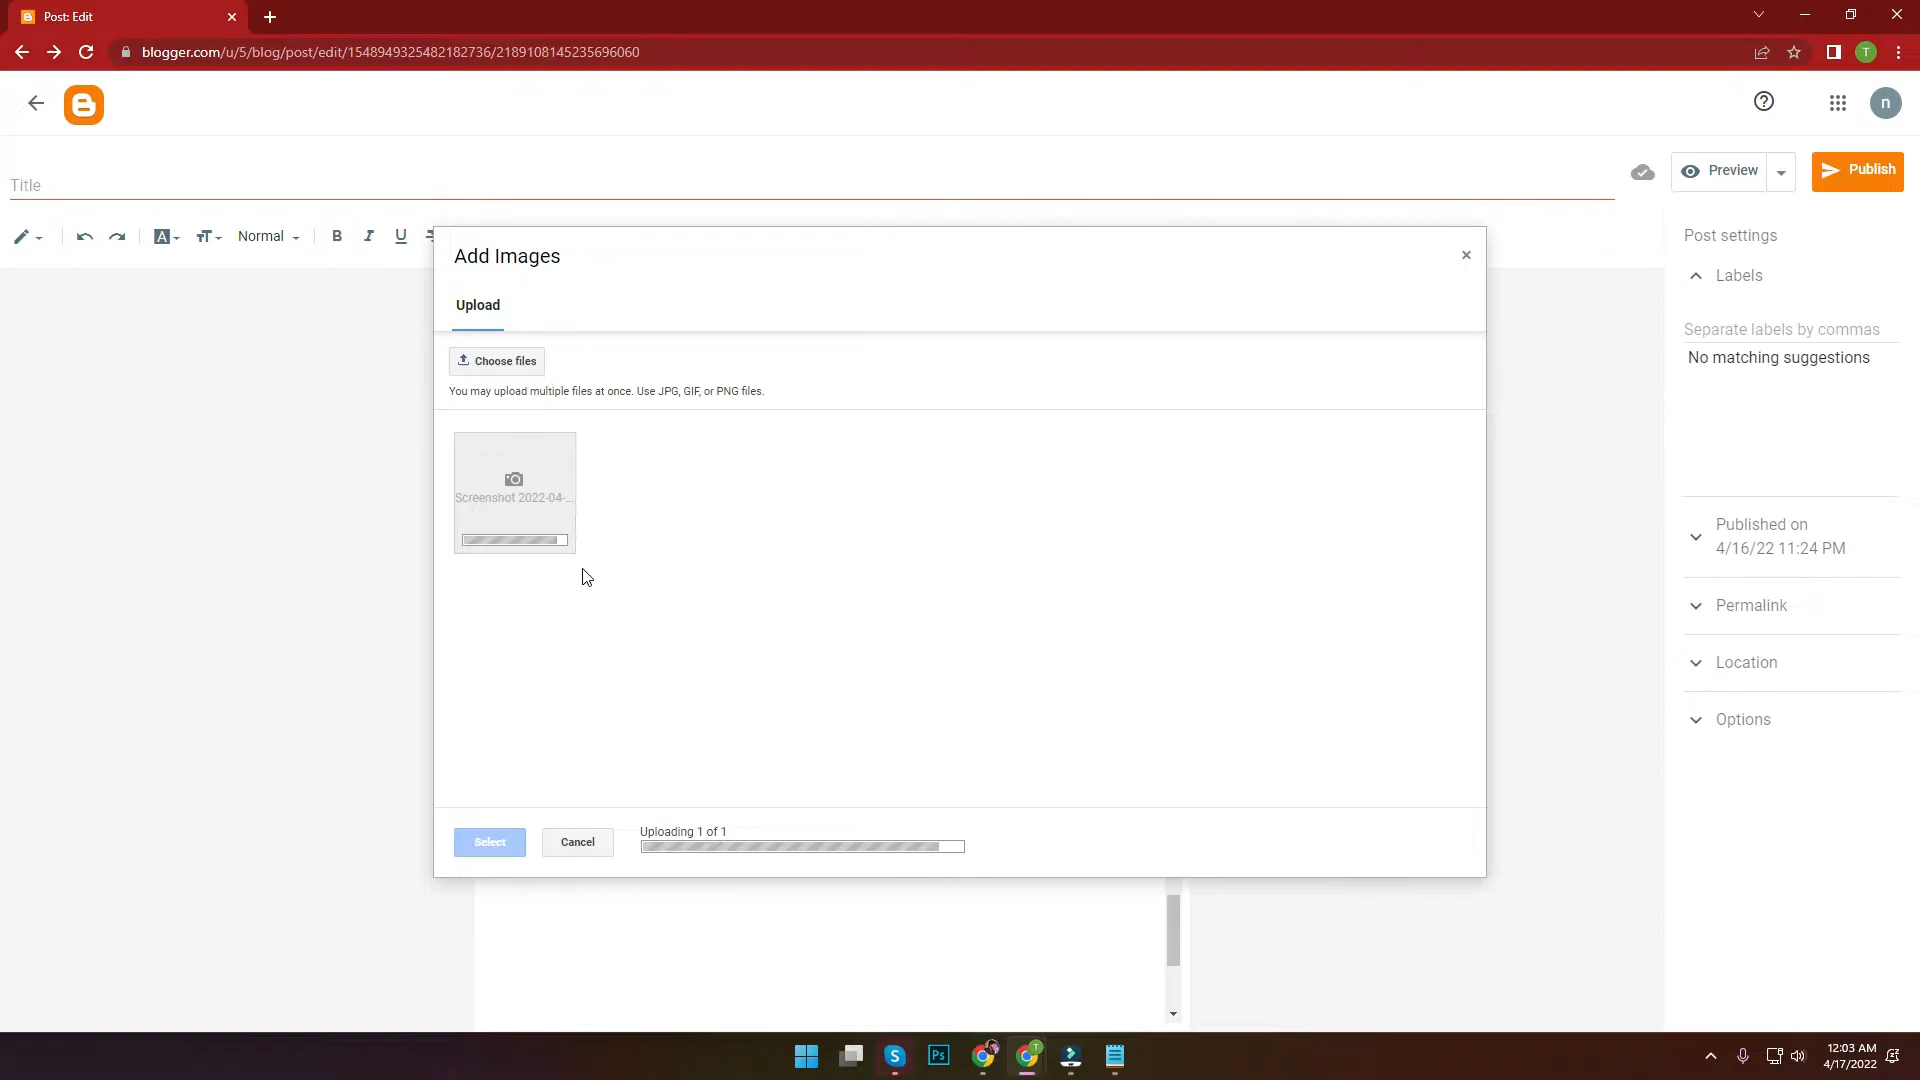 Post: Edit
blogger.com/u/5/blog/post/edit/1548949325482182736/2189108145235696060
T
n
Title
Preview
Publish
A
Normal
B I U
Post settings
Labels
Separate labels by commas
No matching suggestions
Published on
4/16/22 11:24 PM
Permalink
Location
Options
Add Images
Upload
Choose files
You may upload multiple files at once. Use JPG, GIF, or PNG files.
Screenshot 2022-04-...
Select
Cancel
Uploading 1 of 1
S
Ps
T
12:03 AM
4/17/2022